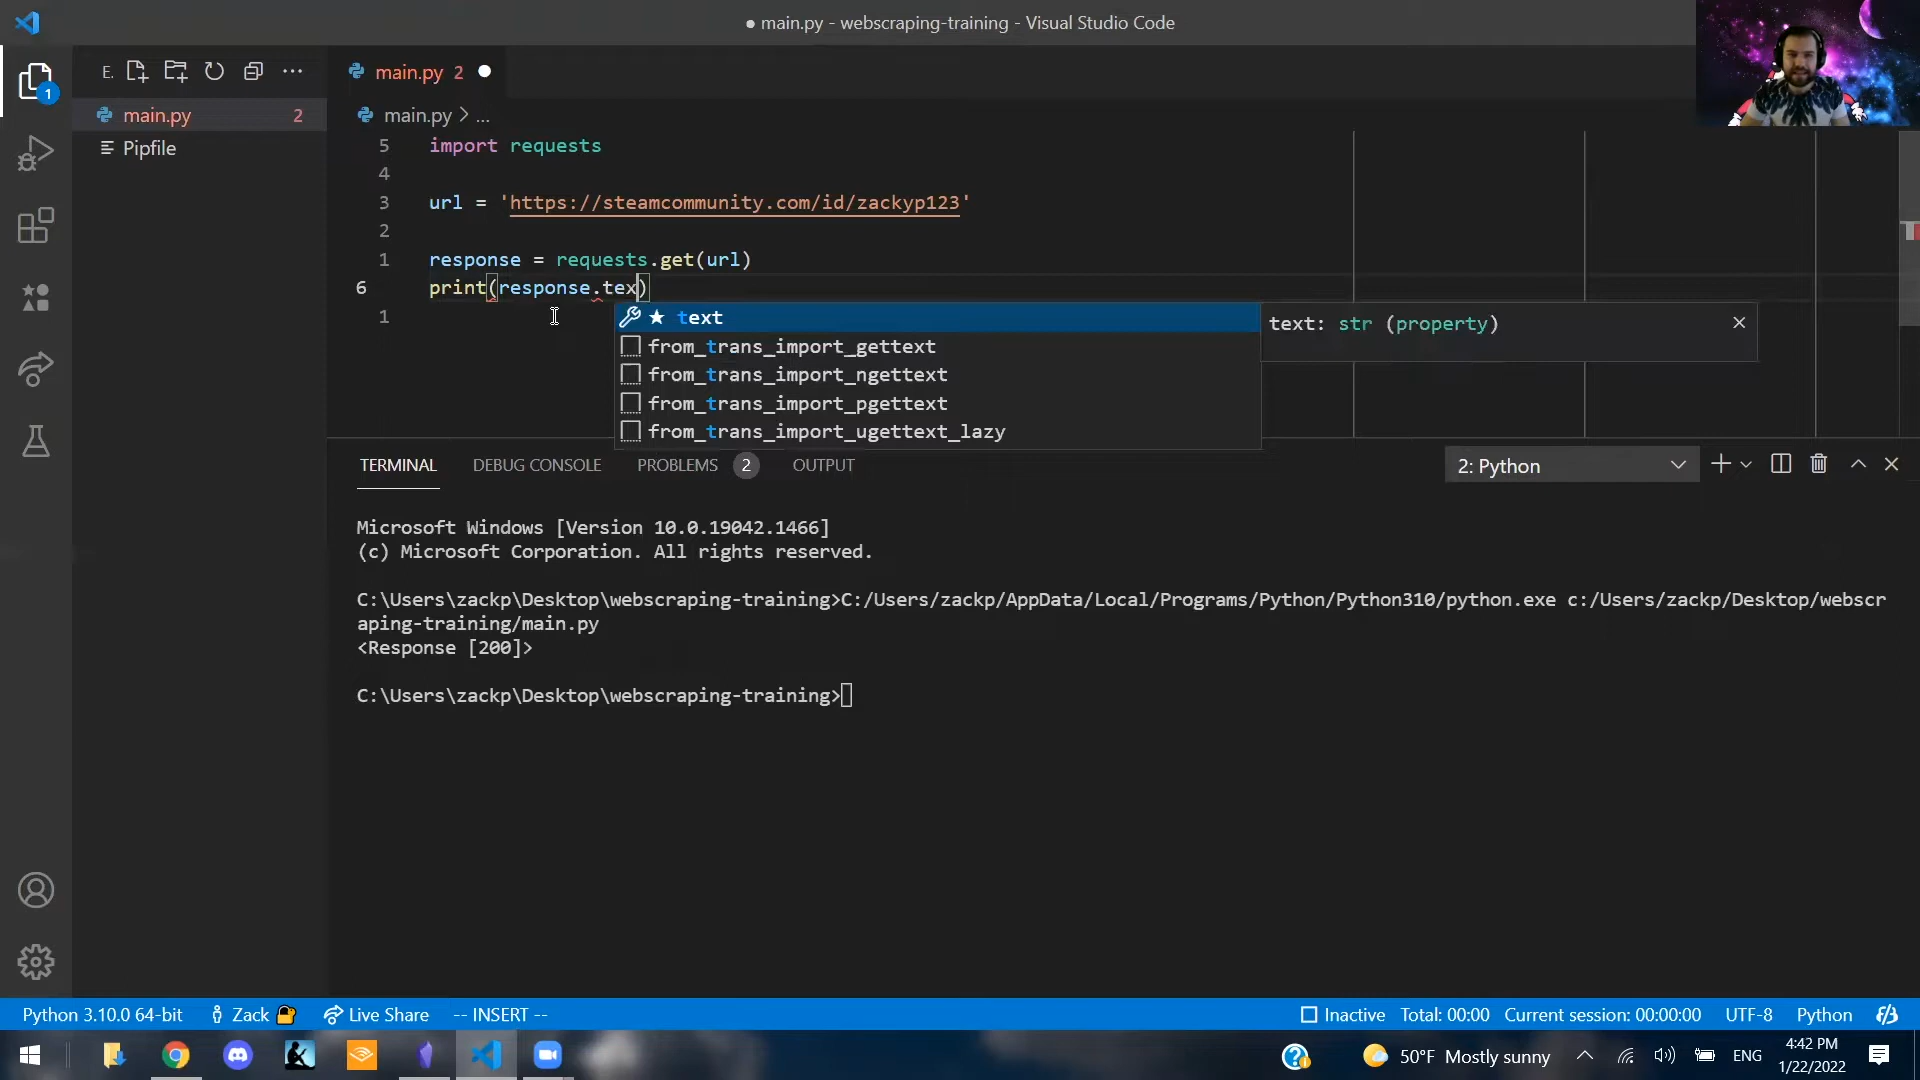 ● main.py - webscraping-training - Visual Studio Code
E.
main.py 2
Pipfile
1
main.py 2 ●
main.py > ...
5 import requests
4
3 url = 'https://steamcommunity.com/id/zackyp123'
2
1 response = requests.get(url)
6 print(response.tex)
1
★ text
from_trans_import_gettext
from_trans_import_ngettext
from_trans_import_pgettext
from_trans_import_ugettext_lazy
text: str (property)
TERMINAL DEBUG CONSOLE PROBLEMS 2 OUTPUT
2: Python
Microsoft Windows [Version 10.0.19042.1466]
(c) Microsoft Corporation. All rights reserved.
C:\Users\zackp\Desktop\webscraping-training>C:/Users/zackp/AppData/Local/Programs/Python/Python310/python.exe c:/Users/zackp/Desktop/webscr
aping-training/main.py
<Response [200]>
C:\Users\zackp\Desktop\webscraping-training>
Python 3.10.0 64-bit Zack Live Share -- INSERT -- Inactive Total: 00:00 Current session: 00:00:00 UTF-8 Python
50°F Mostly sunny ENG 4:42 PM
1/22/2022